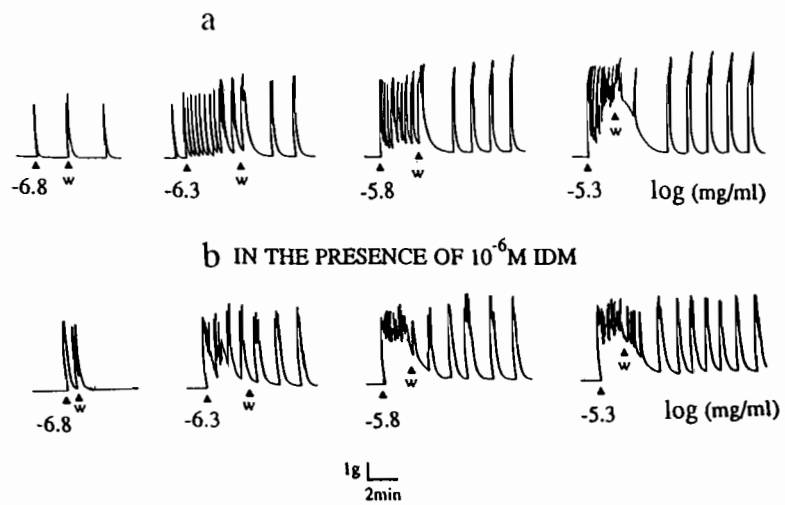 a
w w w w
-6.8 -6.3 -5.8 -5.3 log (mg/ml)
b IN THE PRESENCE OF 10⁻⁶M IDM
w w w w
-6.8 -6.3 -5.8 -5.3 log (mg/ml)
1g
2min